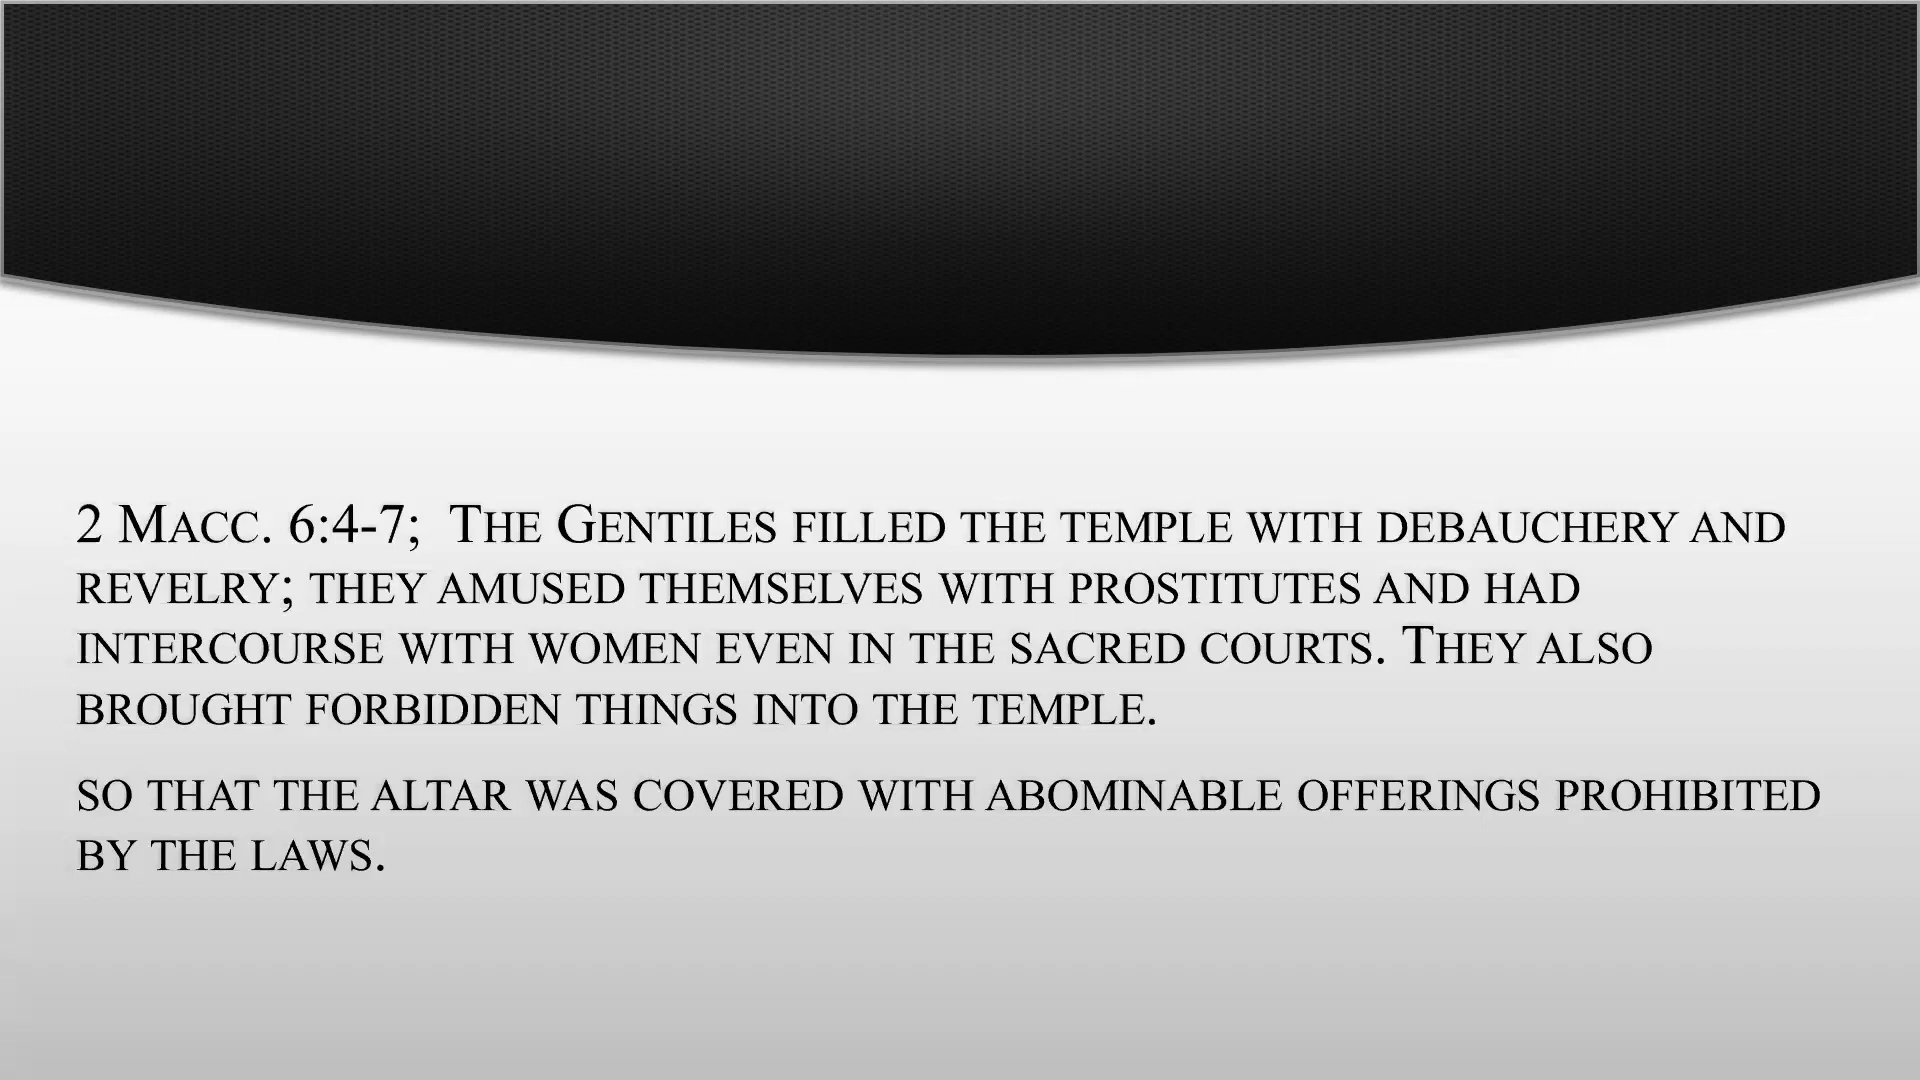 2 Macc. 6:4-7;  The Gentiles filled the temple with debauchery and
revelry; they amused themselves with prostitutes and had
intercourse with women even in the sacred courts. They also
brought forbidden things into the temple.
so that the altar was covered with abominable offerings prohibited
by the laws.